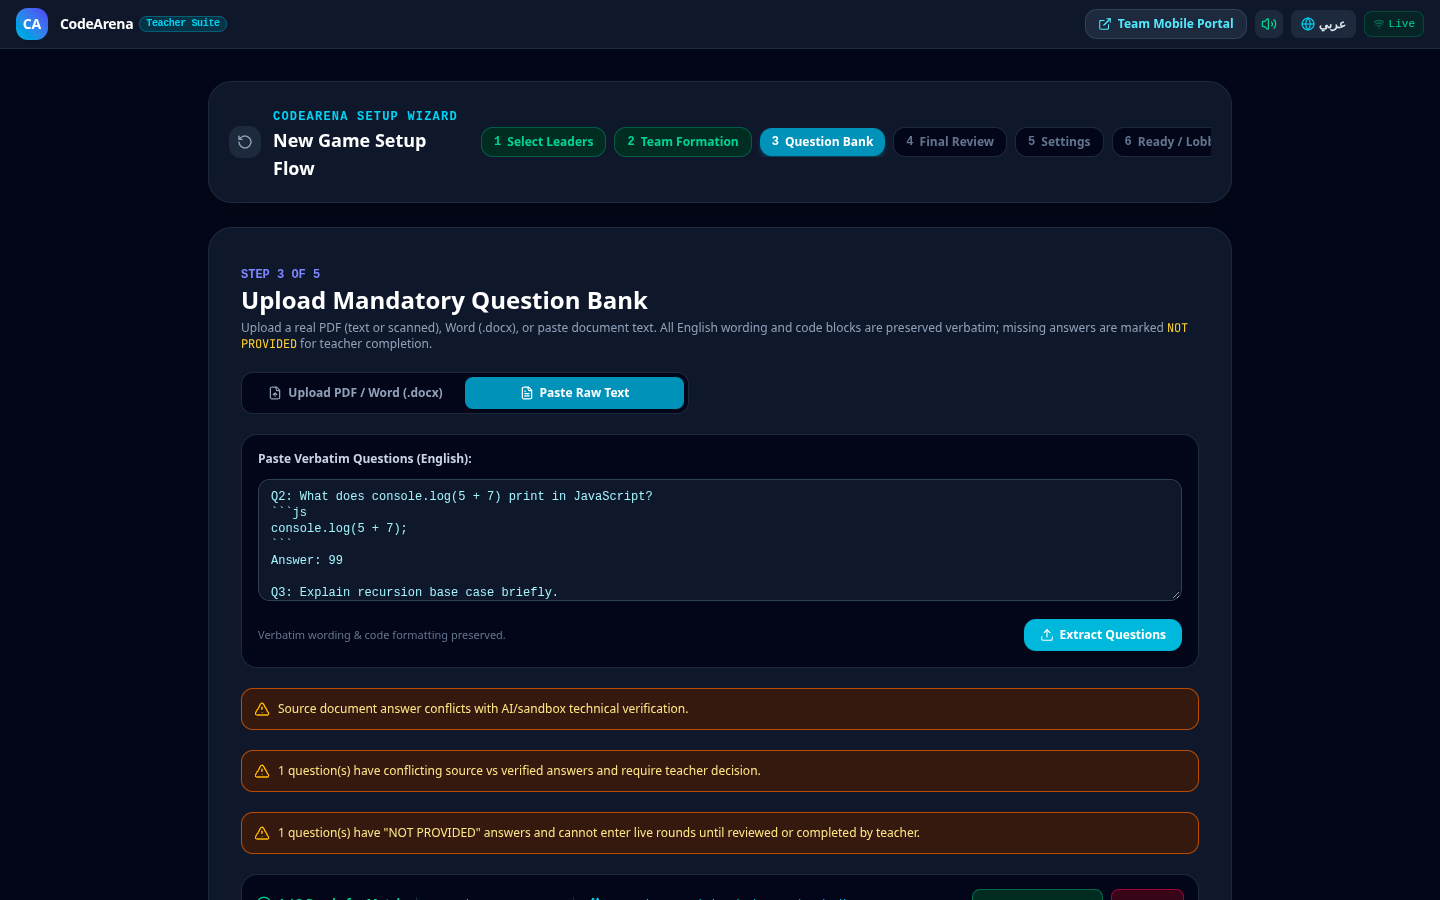 CA CodeArena Teacher Suite Team Mobile Portal عربي Live
CODEARENA SETUP WIZARD
New Game Setup
Flow
1 Select Leaders 2 Team Formation 3 Question Bank 4 Final Review 5 Settings 6 Ready / Lobb
STEP 3 OF 5
Upload Mandatory Question Bank
Upload a real PDF (text or scanned), Word (.docx), or paste document text. All English wording and code blocks are preserved verbatim; missing answers are marked NOT
PROVIDED for teacher completion.
Upload PDF / Word (.docx) Paste Raw Text
Paste Verbatim Questions (English):
Q2: What does console.log(5 + 7) print in JavaScript?
```js
console.log(5 + 7);
```
Answer: 99
Q3: Explain recursion base case briefly.
Verbatim wording & code formatting preserved.
Extract Questions
Source document answer conflicts with AI/sandbox technical verification.
1 question(s) have conflicting source vs verified answers and require teacher decision.
1 question(s) have "NOT PROVIDED" answers and cannot enter live rounds until reviewed or completed by teacher.